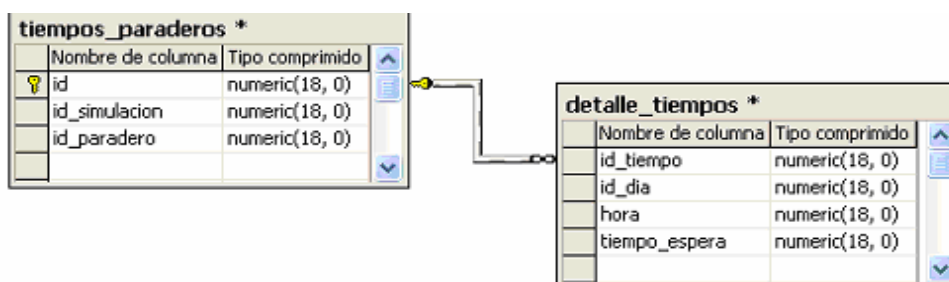 tiempos_paraderos *
Nombre de columna Tipo comprimido
id numeric(18, 0)
id_simulacion numeric(18, 0)
id_paradero numeric(18, 0)
detalle_tiempos *
Nombre de columna Tipo comprimido
id_tiempo numeric(18, 0)
id_dia numeric(18, 0)
hora numeric(18, 0)
tiempo_espera numeric(18, 0)